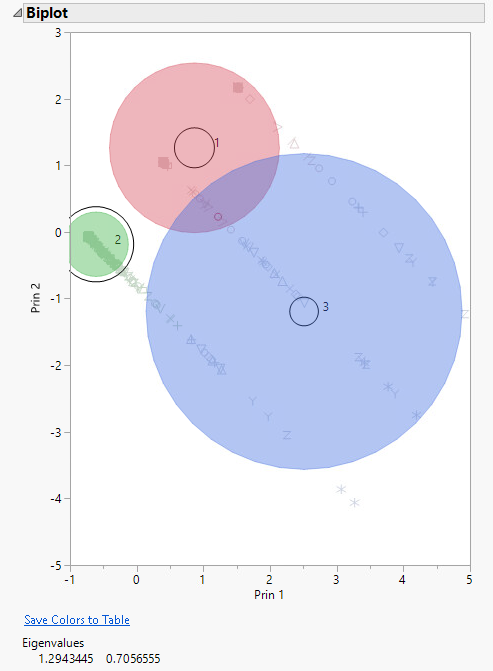 Biplot
3
2
1
0
-1
-2
-3
-4
-5
Prin 2
1
2
3
-1 0 1 2 3 4 5
Prin 1
Save Colors to Table
Eigenvalues
1.2943445 0.7056555